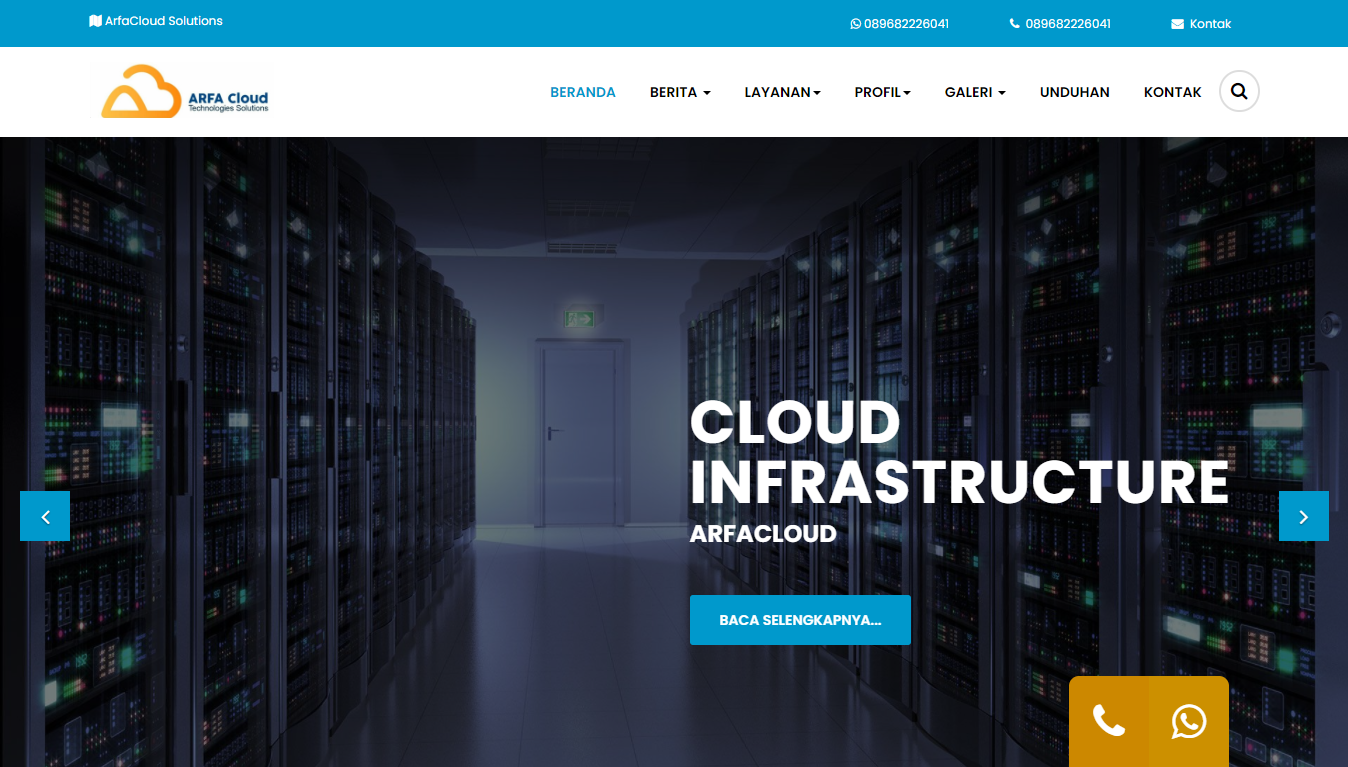 ArfaCloud Solutions
089682226041
089682226041
Kontak
ARFA Cloud
Technologies Solutions
BERANDA
BERITA
LAYANAN
PROFIL
GALERI
UNDUHAN
KONTAK
CLOUD
INFRASTRUCTURE
ARFACLOUD
BACA SELENGKAPNYA...